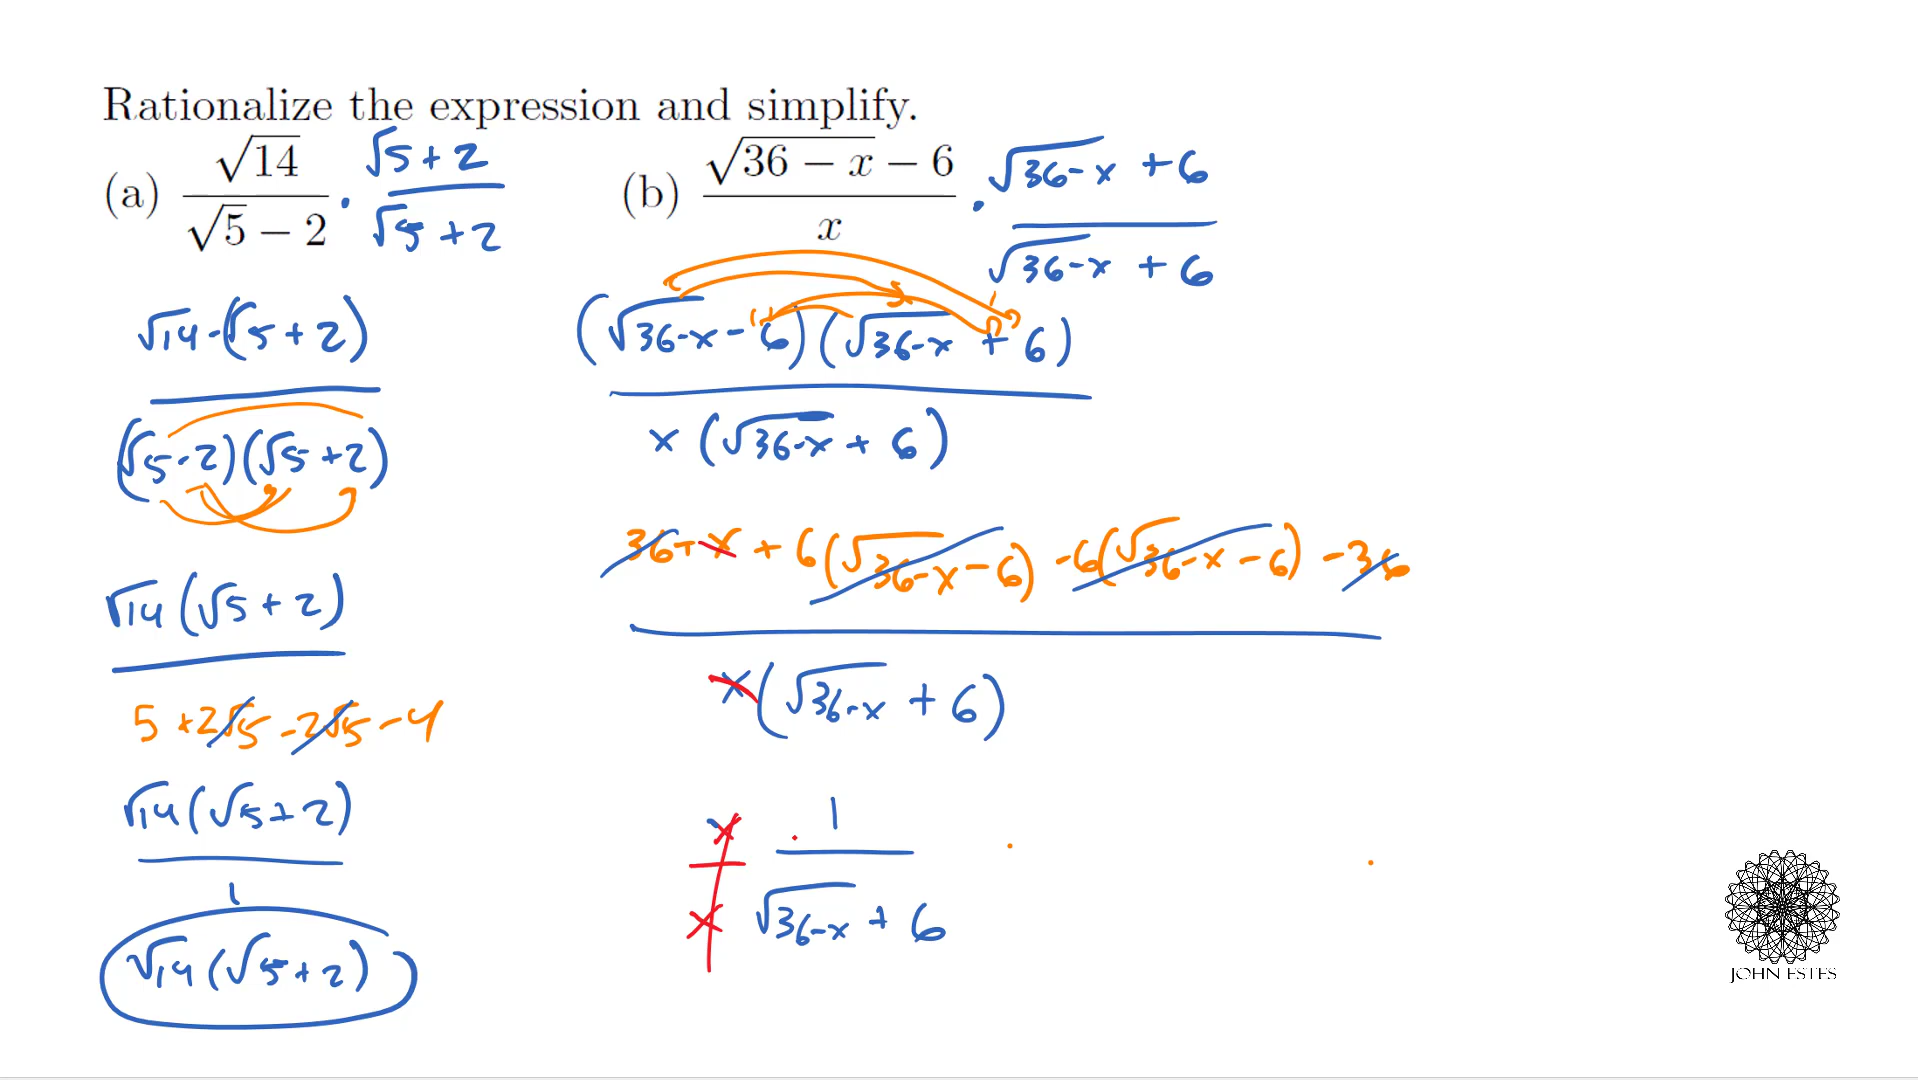 Rationalize the expression and simplify.
(a) √14 / (√5 − 2) · (√5 + 2) / (√5 + 2)
√14 · (√5 + 2)
(√5 - 2)(√5 + 2)
√14 (√5 + 2)
5 + 2√5 - 2√5 - 4
√14 (√5 + 2)
1
√14 (√5 + 2)
(b) (√(36 − x) − 6) / x · (√(36-x) + 6) / (√(36-x) + 6)
(√(36-x) - 6)(√(36-x) + 6)
x (√(36-x) + 6)
36 + x + 6(√(36-x) - 6) - 6(√(36-x) - 6) - 36
x(√(36-x) + 6)
x / x · 1 / (√(36-x) + 6)
JOHN ESTES